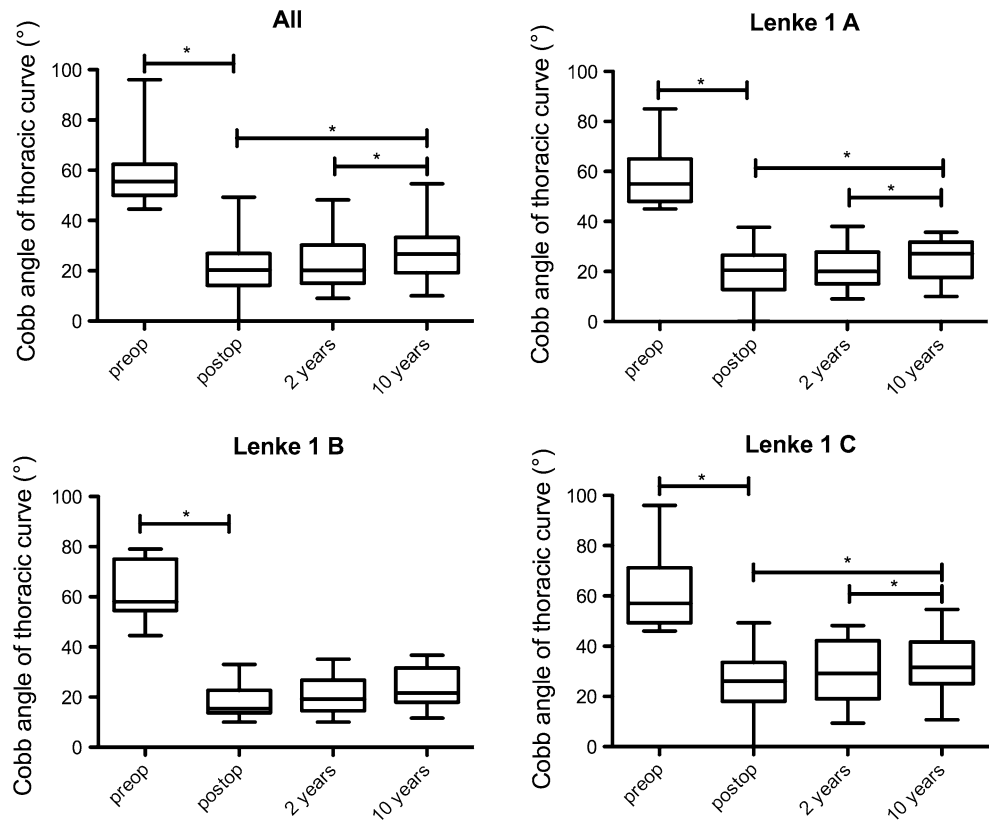 All
Cobb angle of thoracic curve (°)
100
80
60
40
20
0
*
*
*
preop
postop
2 years
10 years
Lenke 1 A
Cobb angle of thoracic curve (°)
100
80
60
40
20
0
*
*
*
preop
postop
2 years
10 years
Lenke 1 B
Cobb angle of thoracic curve (°)
100
80
60
40
20
0
*
preop
postop
2 years
10 years
Lenke 1 C
Cobb angle of thoracic curve (°)
100
80
60
40
20
0
*
*
*
preop
postop
2 years
10 years